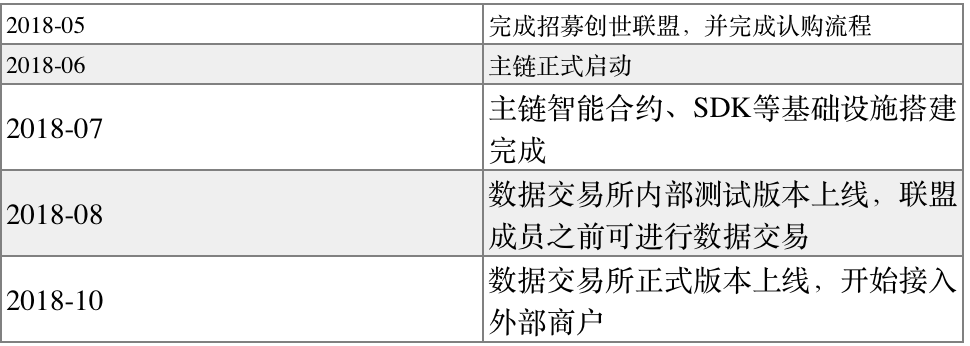 2018-05 完成招募创世联盟，并完成认购流程
2018-06 主链正式启动
2018-07 主链智能合约、SDK等基础设施搭建
完成
2018-08 数据交易所内部测试版本上线，联盟
成员之前可进行数据交易
2018-10 数据交易所正式版本上线，开始接入
外部商户